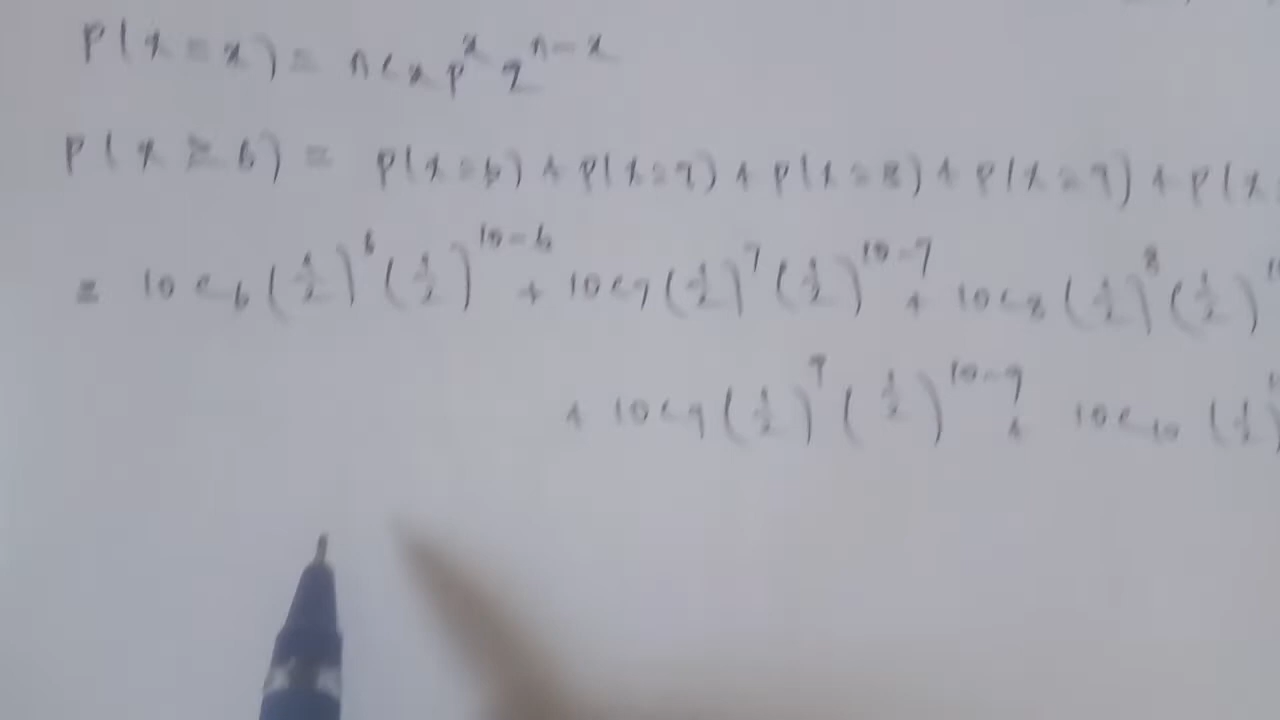 P(x=x) = ncx p^x q^n-x
P(x≥6) = P(x=6) + P(x=7) + P(x=8) + P(x=9) + P(x
= 10c6 (1/2)^6 (1/2)^10-6 + 10c7 (1/2)^7 (1/2)^10-7 + 10c8 (1/2)^8 (1/2)^1
+ 10c9 (1/2)^9 (1/2)^10-9 + 10c10 (1/2)